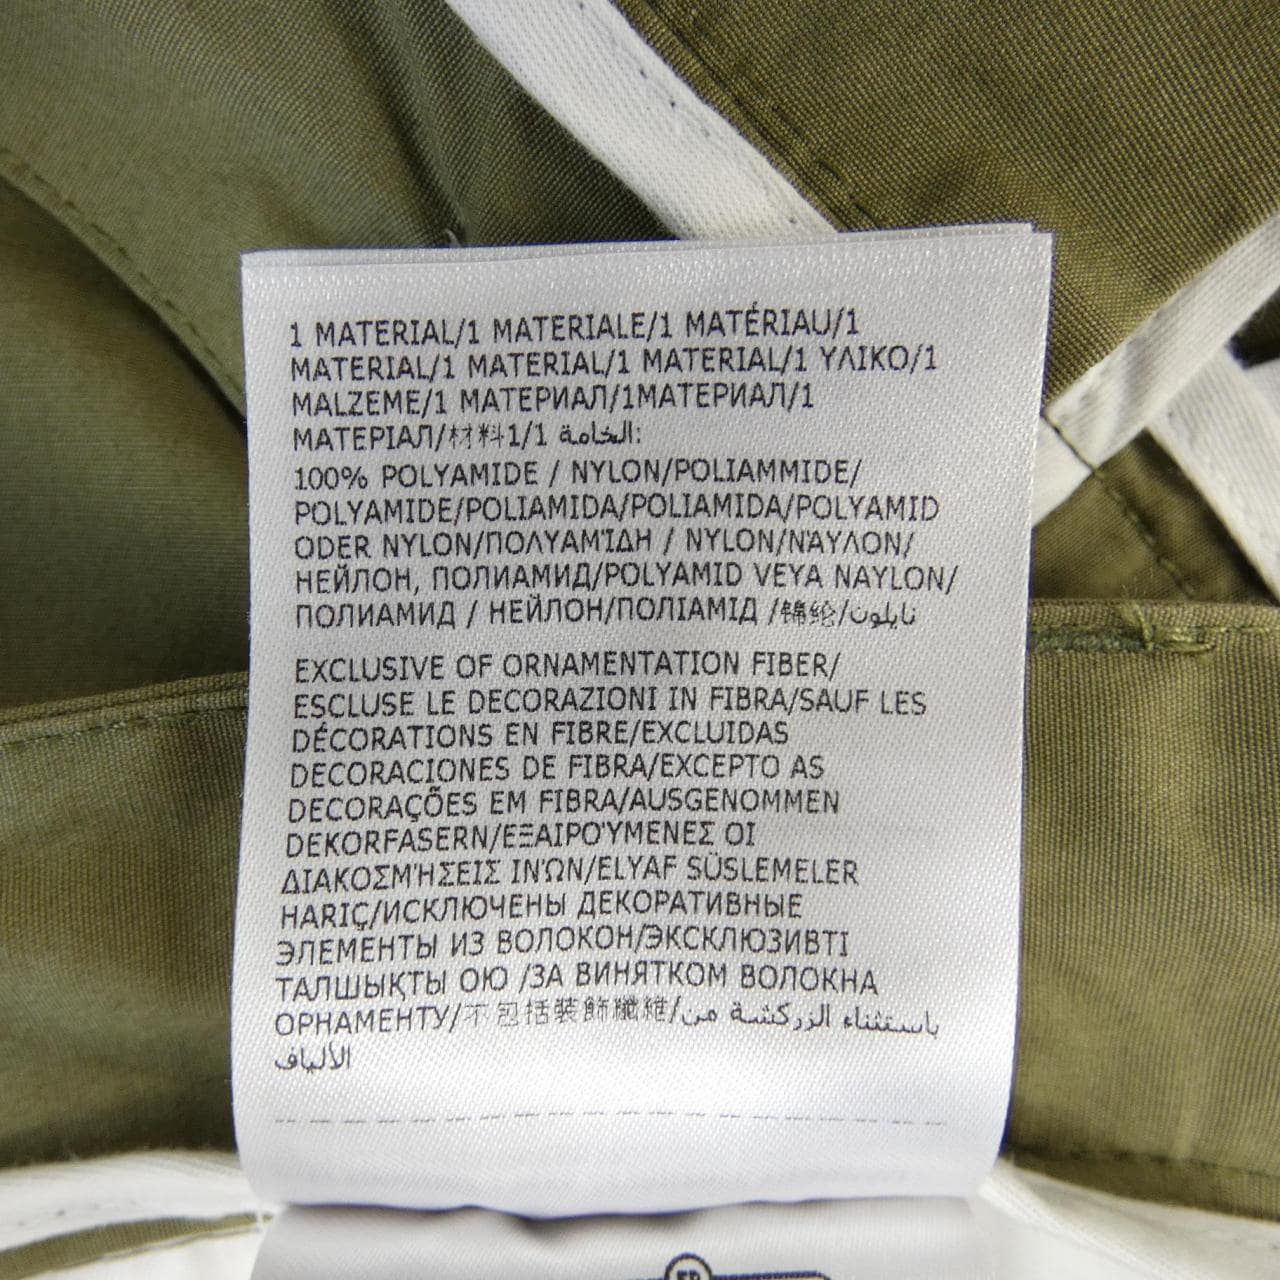 1 MATERIAL/1 MATERIALE/1 MATÉRIAU/1
MATERIAL/1 MATERIAL/1 MATERIAL/1 ΥΛΙΚΟ/1
MALZEME/1 МАТЕРИАЛ/1МАТЕРИАЛ/1
МАТЕРІАЛ/材料1/1 الخامة:
100% POLYAMIDE / NYLON/POLIAMMIDE/
POLYAMIDE/POLIAMIDA/POLIAMIDA/POLYAMID
ODER NYLON/ΠΟΛΥΑΜΊΔΗ / NYLON/ΝΆΥΛΟΝ/
НЕЙЛОН, ПОЛИАМИД/POLYAMID VEYA NAYLON/
ПОЛИАМИД / НЕЙЛОН/ПОЛІАМІД /锦纶/نايلون
EXCLUSIVE OF ORNAMENTATION FIBER/
ESCLUSE LE DECORAZIONI IN FIBRA/SAUF LES
DÉCORATIONS EN FIBRE/EXCLUIDAS
DECORACIONES DE FIBRA/EXCEPTO AS
DECORAÇÕES EM FIBRA/AUSGENOMMEN
DEKORFASERN/ΕΞΑΙΡΟΎΜΕΝΕΣ ΟΙ
ΔΙΑΚΟΣΜΉΣΕΙΣ ΙΝΏΝ/ELYAF SÜSLEMELER
HARIÇ/ИСКЛЮЧЕНЫ ДЕКОРАТИВНЫЕ
ЭЛЕМЕНТЫ ИЗ ВОЛОКОН/ЭКСКЛЮЗИВТІ
ТАЛШЫҚТЫ ОЮ /ЗА ВИНЯТКОМ ВОЛОКНА
ОРНАМЕНТУ/不包括裝飾纖維/باستثناء الزركشة من
الألياف